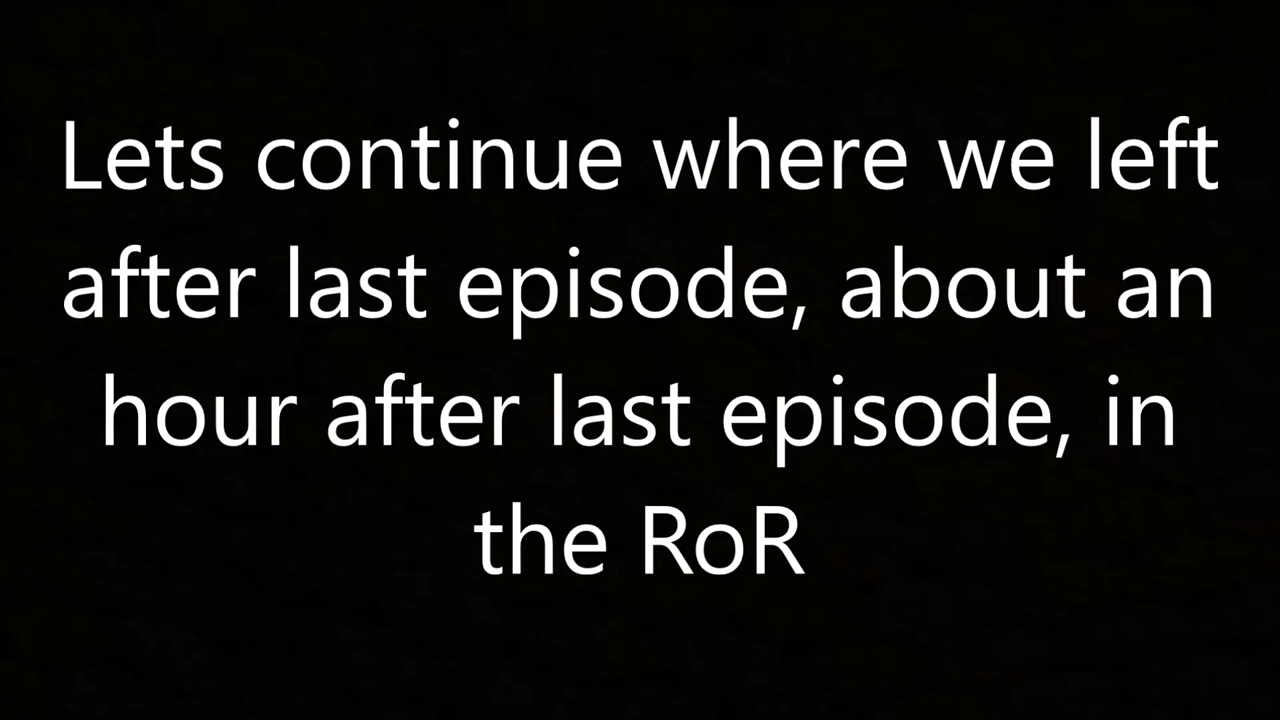 Lets continue where we left
after last episode, about an
hour after last episode, in
the RoR